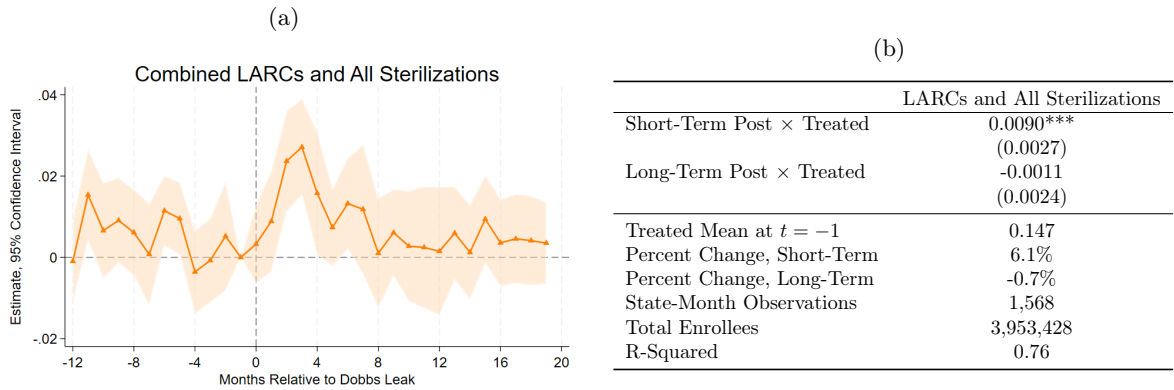 (a)
Combined LARCs and All Sterilizations
Estimate, 95% Confidence Interval
.04
.02
0
-.02
-12 -8 -4 0 4 8 12 16 20
Months Relative to Dobbs Leak
(b)
LARCs and All Sterilizations
Short-Term Post × Treated 0.0090***
(0.0027)
Long-Term Post × Treated -0.0011
(0.0024)
Treated Mean at t = −1 0.147
Percent Change, Short-Term 6.1%
Percent Change, Long-Term -0.7%
State-Month Observations 1,568
Total Enrollees 3,953,428
R-Squared 0.76